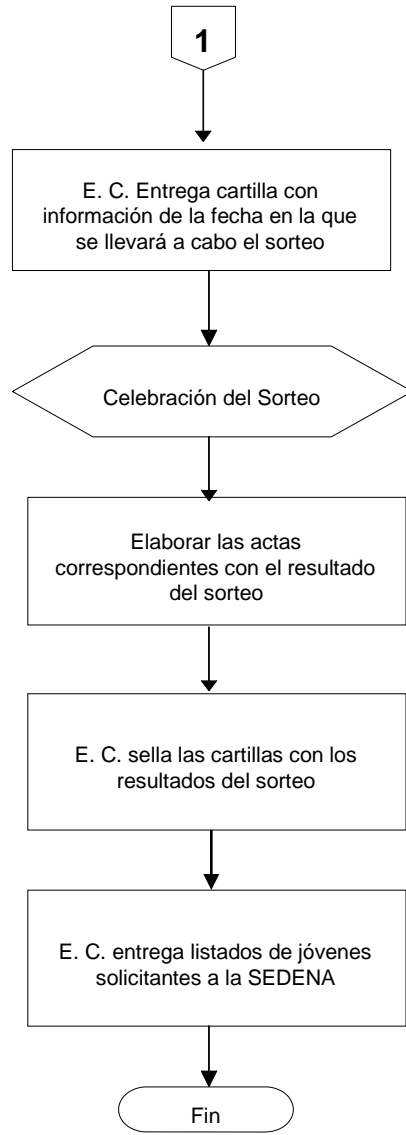 1
E. C. Entrega cartilla con
información de la fecha en la que
se llevará a cabo el sorteo
Celebración del Sorteo
Elaborar las actas
correspondientes con el resultado
del sorteo
E. C. sella las cartillas con los
resultados del sorteo
E. C. entrega listados de jóvenes
solicitantes a la SEDENA
Fin